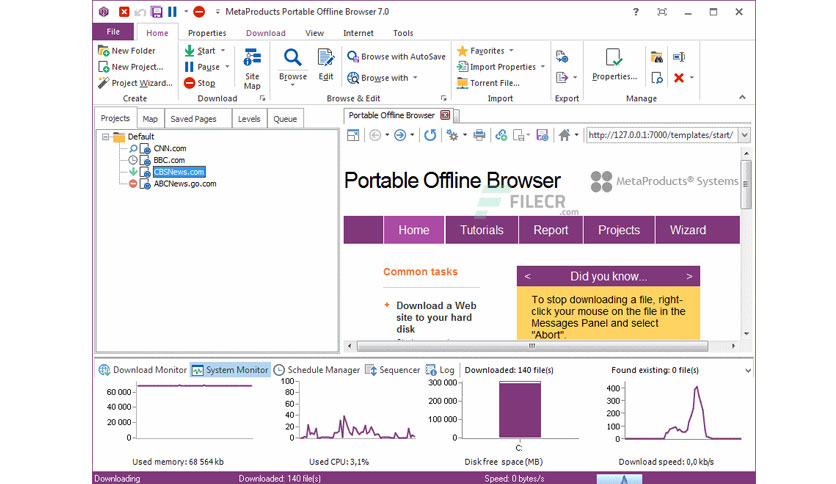 MetaProducts Portable Offline Browser 7.0
File Home Properties Download View Internet Tools
New Folder Start Favorites
Browse with AutoSave
New Project... Pause Import Properties
Browse with
Project Wizard... Stop Site Map Browse Edit Torrent File... Properties...
Create Download Browse & Edit Import Export Manage
Projects Map Saved Pages Levels Queue Portable Offline Browser
Default
CNN.com
BBC.com
CBSNews.com
ABCNews.go.com
http://127.0.0.1:7000/templates/start/
Portable Offline Browser MetaProducts® Systems
FILECR
.com
Home Tutorials Report Projects Wizard
Common tasks
Download a Web
site to your hard
disk
< Did you know... >
To stop downloading a file, right-
click your mouse on the file in the
Messages Panel and select
"Abort".
Download Monitor System Monitor Schedule Manager Sequencer Log Downloaded: 140 file(s) Found existing: 0 file(s)
60 000
40 000
20 000
0
Used memory: 68 564 kb
100
80
60
40
20
0
Used CPU: 3,1%
300 000
200 000
100 000
0
C:
Disk free space (MB)
400
300
200
100
0
Download speed: 0,0 kb/s
Downloading Downloaded: 140 file(s) Speed: 0 bytes/s